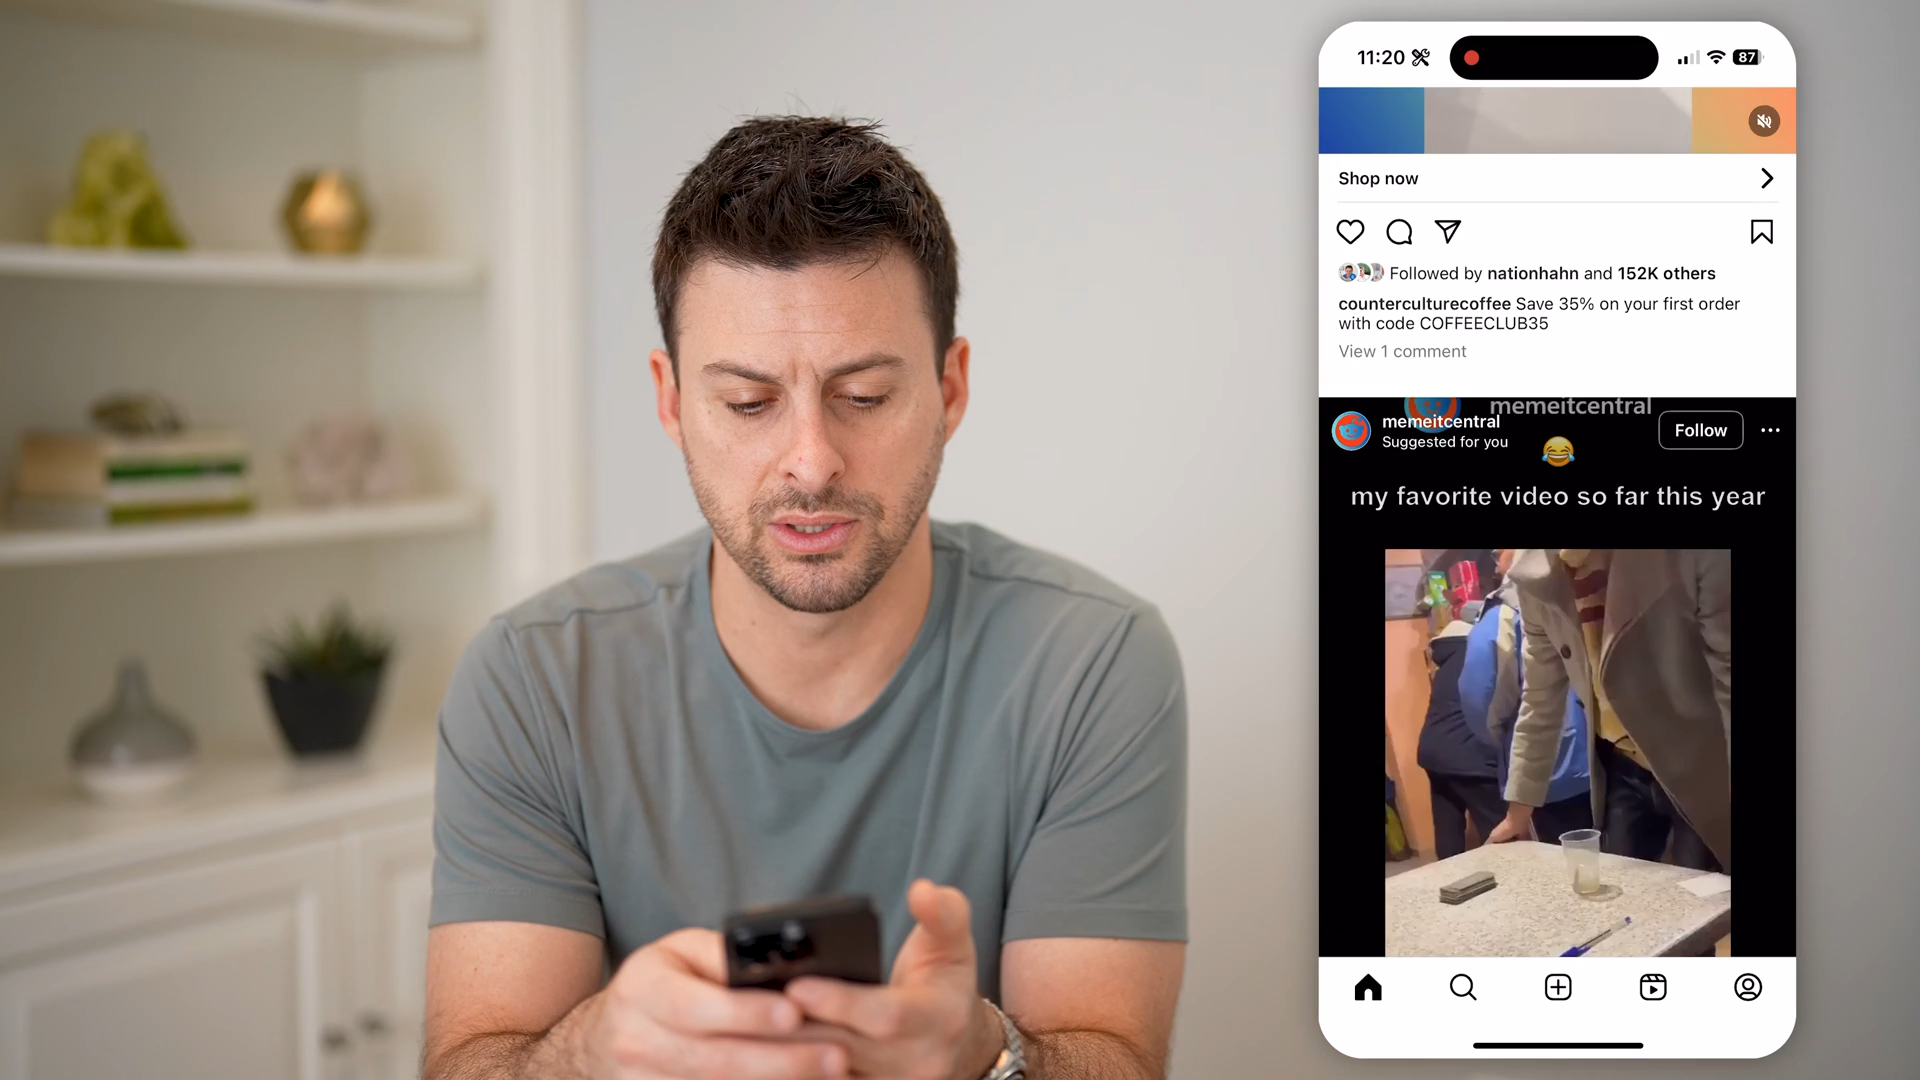 11:20
87
Shop now
Followed by nationhahn and 152K others
counterculturecoffee Save 35% on your first order
with code COFFEECLUB35
View 1 comment
memeitcentral
memeitcentral
Suggested for you
Follow
my favorite video so far this year